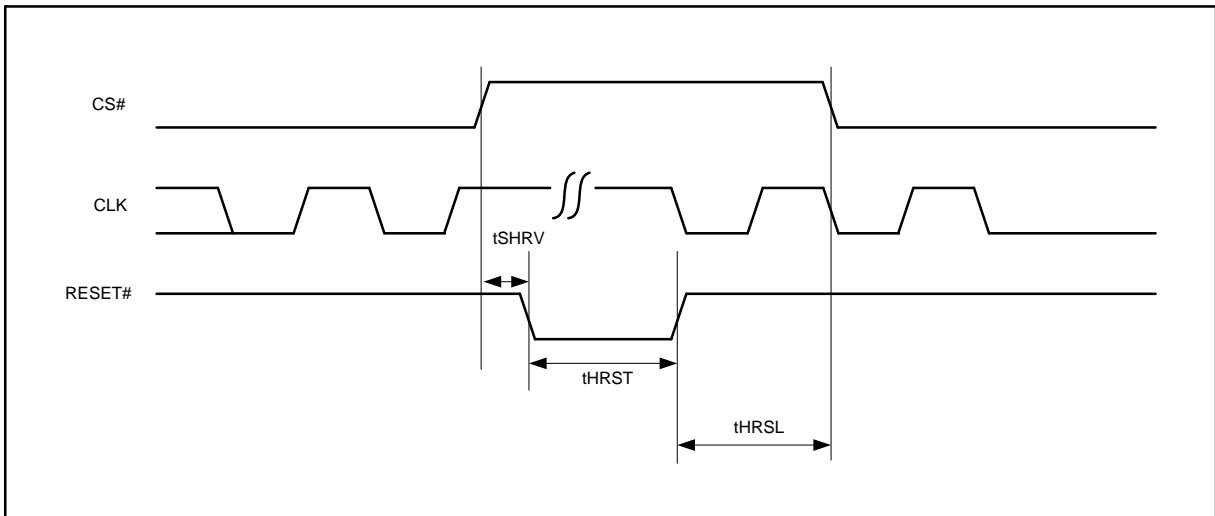 CS#
CLK
tSHRV
RESET#
tHRST
tHRSL